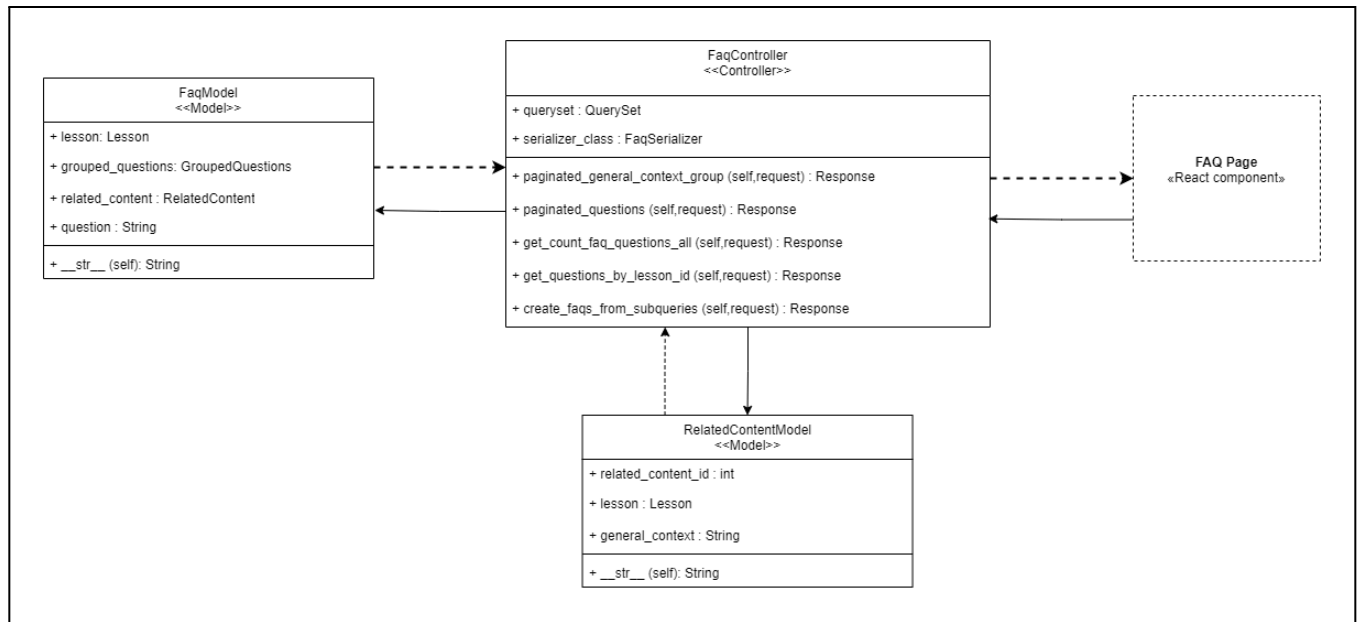 FaqModel
<<Model>>
+ lesson: Lesson
+ grouped_questions: GroupedQuestions
+ related_content : RelatedContent
+ question : String
+ __str__ (self): String
FaqController
<<Controller>>
+ queryset : QuerySet
+ serializer_class : FaqSerializer
+ paginated_general_context_group (self,request) : Response
+ paginated_questions (self,request) : Response
+ get_count_faq_questions_all (self,request) : Response
+ get_questions_by_lesson_id (self,request) : Response
+ create_faqs_from_subqueries (self,request) : Response
FAQ Page
«React component»
RelatedContentModel
<<Model>>
+ related_content_id : int
+ lesson : Lesson
+ general_context : String
+ __str__ (self): String